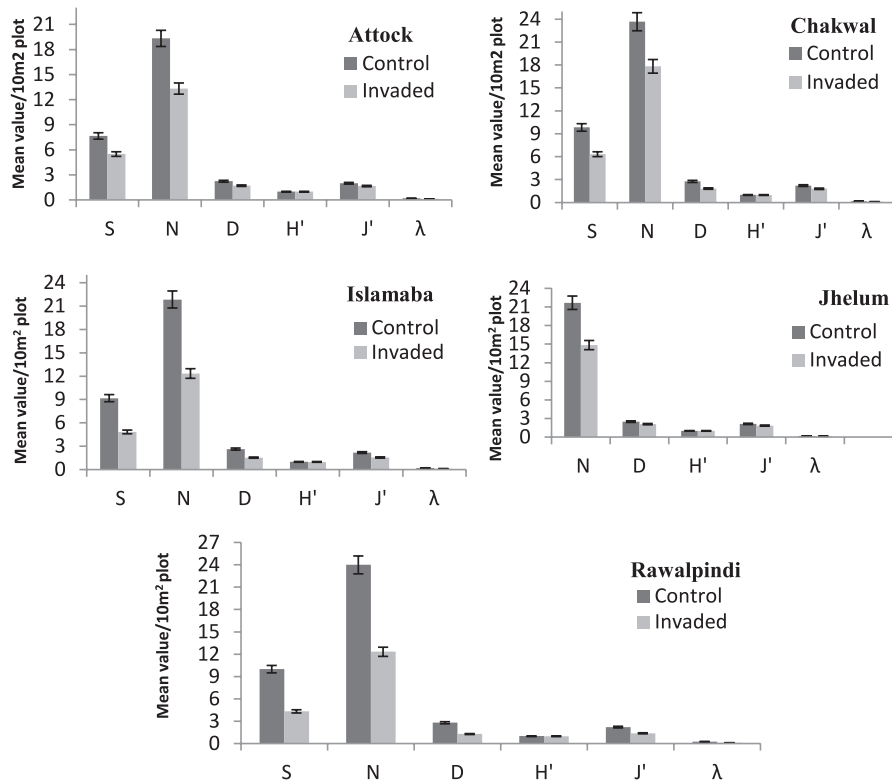 Mean value/10m2 plot
21
18
15
12
9
6
3
0
S N D H' J' λ
Attock
Control
Invaded
Mean value/10m2 plot
24
21
18
15
12
9
6
3
0
S N D H' J' λ
Chakwal
Control
Invaded
Mean value/10m² plot
24
21
18
15
12
9
6
3
0
S N D H' J' λ
Islamaba
Control
Invaded
Mean value/10m² plot
24
21
18
15
12
9
6
3
0
N D H' J' λ
Jhelum
Control
Invaded
Mean value/10m² plot
27
24
21
18
15
12
9
6
3
0
S N D H' J' λ
Rawalpindi
Control
Invaded